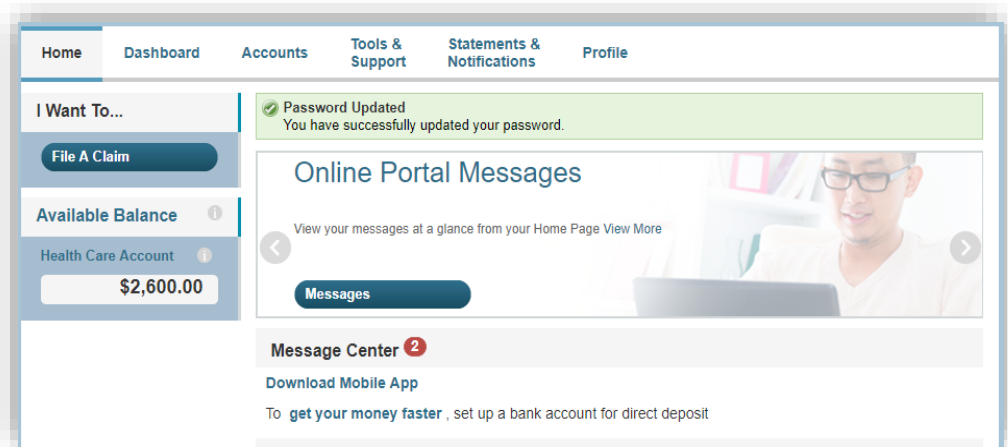 Home
Dashboard
Accounts
Tools &
Support
Statements &
Notifications
Profile
I Want To...
File A Claim
Available Balance
Health Care Account
$2,600.00
Password Updated
You have successfully updated your password.
Online Portal Messages
View your messages at a glance from your Home Page View More
Messages
Message Center 2
Download Mobile App
To get your money faster , set up a bank account for direct deposit